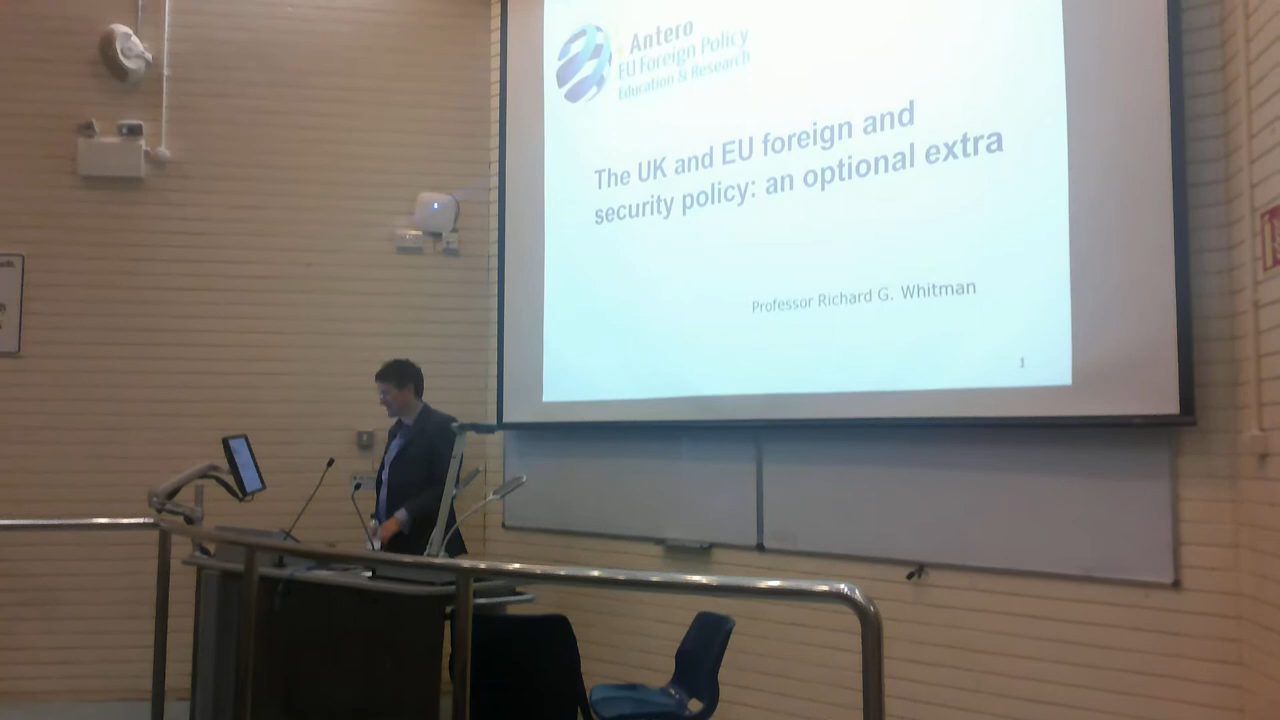 Antero
EU Foreign Policy
Education & Research
The UK and EU foreign and
security policy: an optional extra
Professor Richard G. Whitman
1